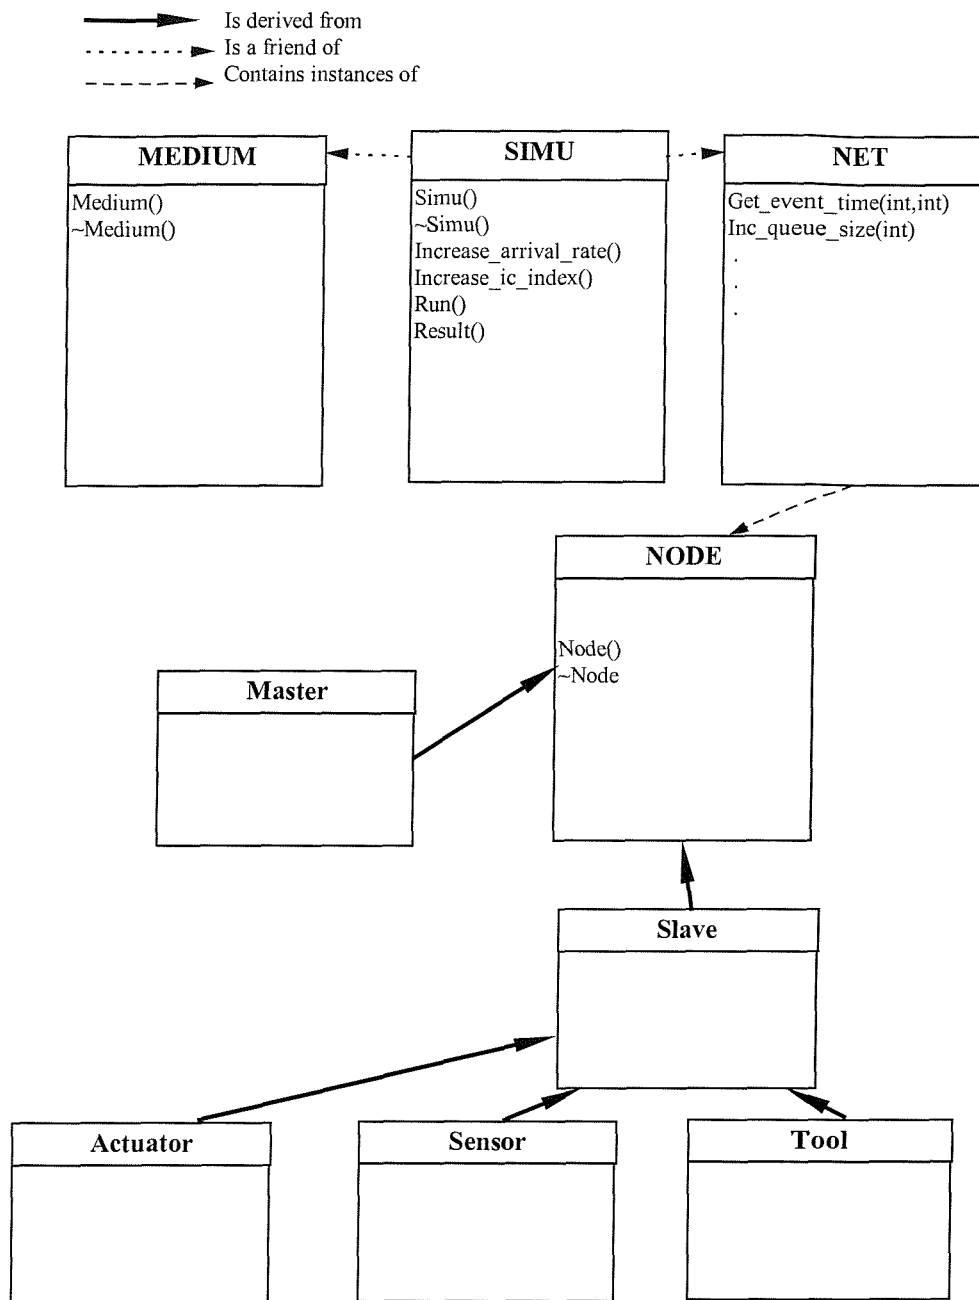 Is derived from
Is a friend of
Contains instances of
MEDIUM
Medium()
~Medium()
SIMU
Simu()
~Simu()
Increase_arrival_rate()
Increase_ic_index()
Run()
Result()
NET
Get_event_time(int,int)
Inc_queue_size(int)
.
.
.
NODE
Node()
~Node
Master
Slave
Actuator
Sensor
Tool